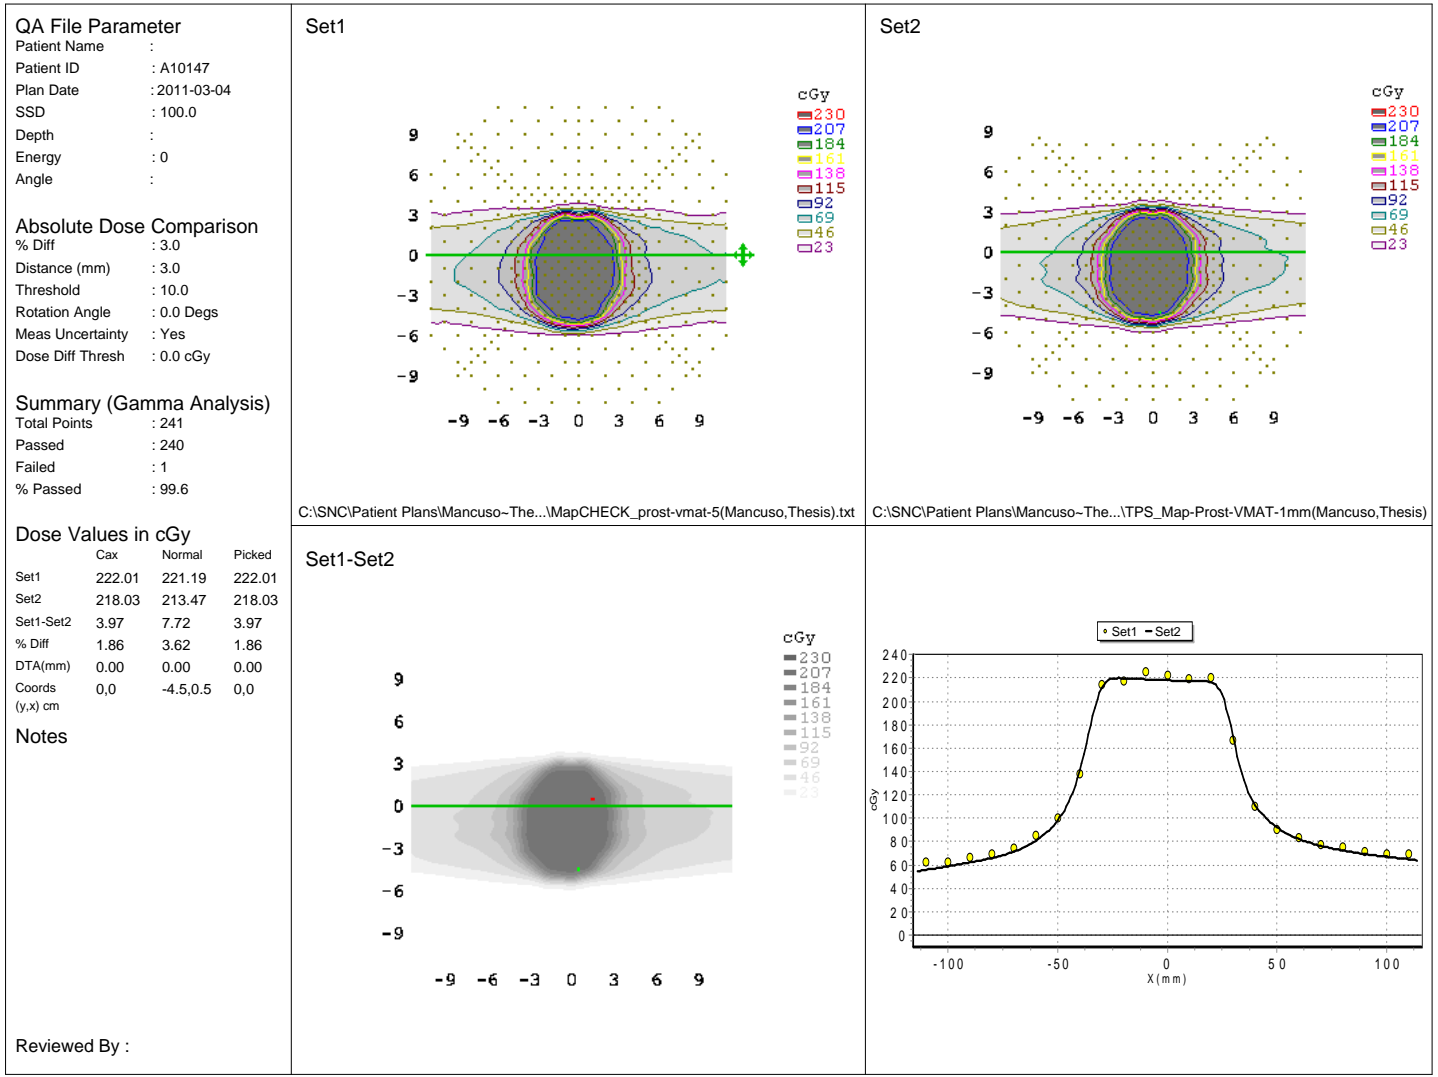 QA File Parameter
Patient Name :
Patient ID : A10147
Plan Date : 2011-03-04
SSD : 100.0
Depth :
Energy : 0
Angle :
Absolute Dose Comparison
% Diff : 3.0
Distance (mm) : 3.0
Threshold : 10.0
Rotation Angle : 0.0 Degs
Meas Uncertainty : Yes
Dose Diff Thresh : 0.0 cGy
Summary (Gamma Analysis)
Total Points : 241
Passed : 240
Failed : 1
% Passed : 99.6
Dose Values in cGy
Cax Normal Picked
Set1 222.01 221.19 222.01
Set2 218.03 213.47 218.03
Set1-Set2 3.97 7.72 3.97
% Diff 1.86 3.62 1.86
DTA(mm) 0.00 0.00 0.00
Coords 0,0 -4.5,0.5 0,0
(y,x) cm
Notes
Reviewed By :
Set1
cGy
230
207
184
161
138
115
92
69
46
23
9
6
3
0
-3
-6
-9
-9 -6 -3 0 3 6 9
C:\SNC\Patient Plans\Mancuso~The...\MapCHECK_prost-vmat-5(Mancuso,Thesis).txt
Set2
cGy
230
207
184
161
138
115
92
69
46
23
9
6
3
0
-3
-6
-9
-9 -6 -3 0 3 6 9
C:\SNC\Patient Plans\Mancuso~The...\TPS_Map-Prost-VMAT-1mm(Mancuso,Thesis)
Set1-Set2
cGy
230
207
184
161
138
115
92
69
46
23
9
6
3
0
-3
-6
-9
-9 -6 -3 0 3 6 9
Set1 Set2
240
220
200
180
160
140
120
100
80
60
40
20
0
cGy
-100 -50 0 50 100
X(mm)